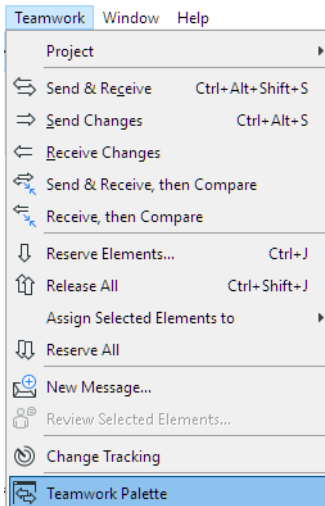 Teamwork Window Help
Project
Send & Receive Ctrl+Alt+Shift+S
Send Changes Ctrl+Alt+S
Receive Changes
Send & Receive, then Compare
Receive, then Compare
Reserve Elements... Ctrl+J
Release All Ctrl+Shift+J
Assign Selected Elements to
Reserve All
New Message...
Review Selected Elements...
Change Tracking
Teamwork Palette